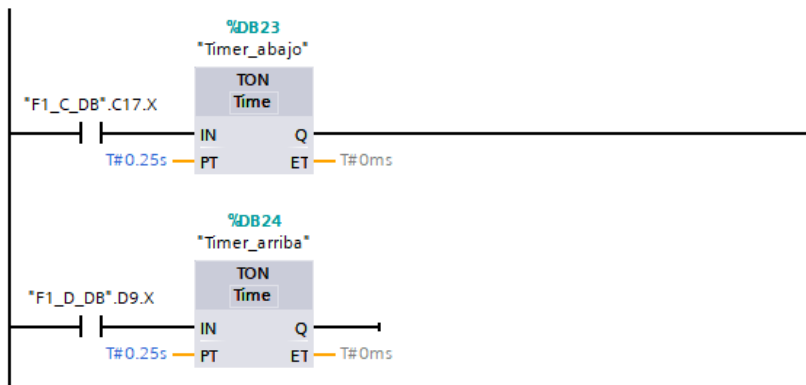 %DB23
"Timer_abajo"
TON
Time
"F1_C_DB".C17.X
IN Q
T#0.25s PT ET T#0ms
%DB24
"Timer_arriba"
TON
Time
"F1_D_DB".D9.X
IN Q
T#0.25s PT ET T#0ms